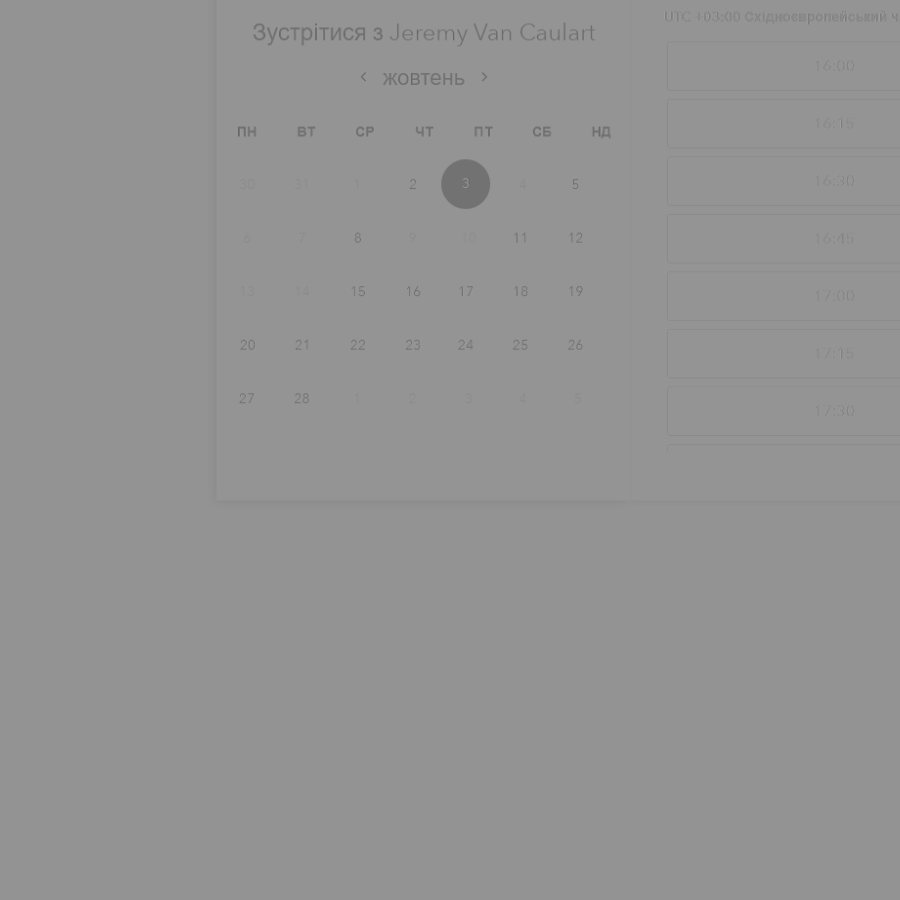 Зустрітися з Jeremy Van Caulart
жовтень
ПН ВТ СР ЧТ ПТ СБ НД
30 31 1 2 3 4 5
6 7 8 9 10 11 12
13 14 15 16 17 18 19
20 21 22 23 24 25 26
27 28 1 2 3 4 5
UTC +03:00 Східноєвропейський ч
16:00
16:15
16:30
16:45
17:00
17:15
17:30